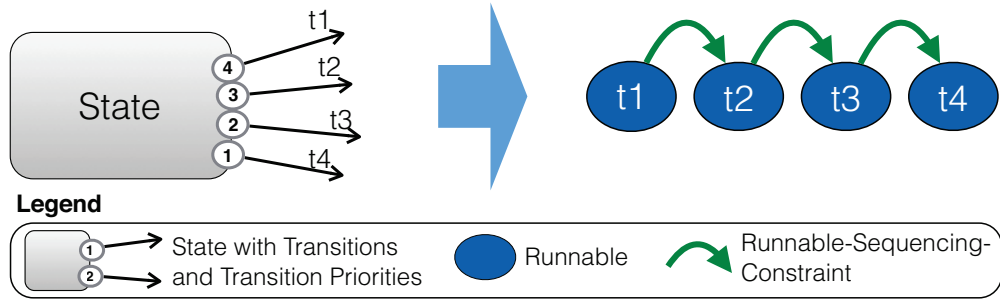 t1
t2
t3
t4
State
4
3
2
1
t1 t2 t3 t4
Legend
1
2
State with Transitions
and Transition Priorities
Runnable
Runnable-Sequencing-
Constraint